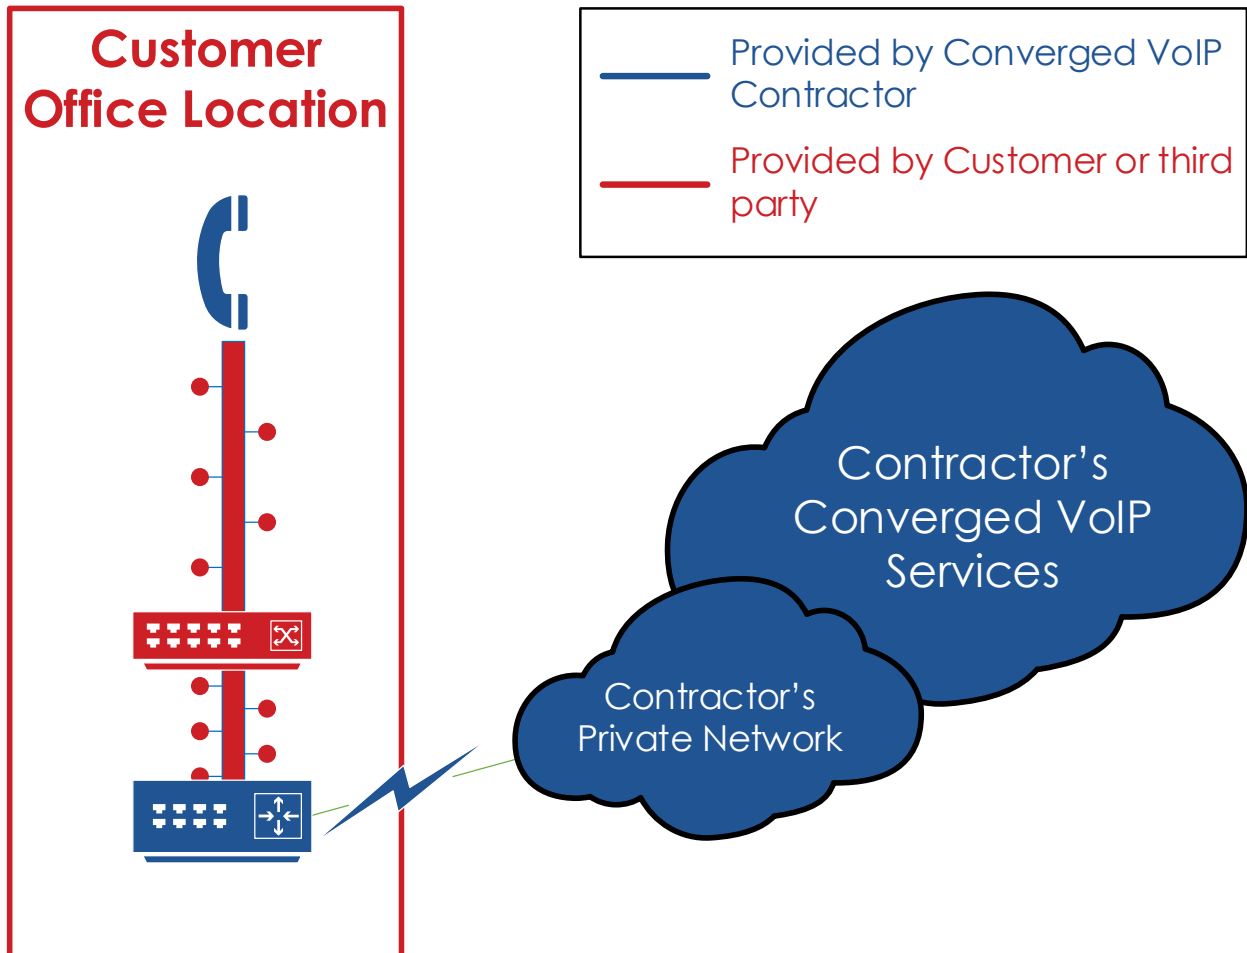 Customer
Office Location
Provided by Converged VoIP
Contractor
Provided by Customer or third
party
Contractor’s
Converged VoIP
Services
Contractor’s
Private Network